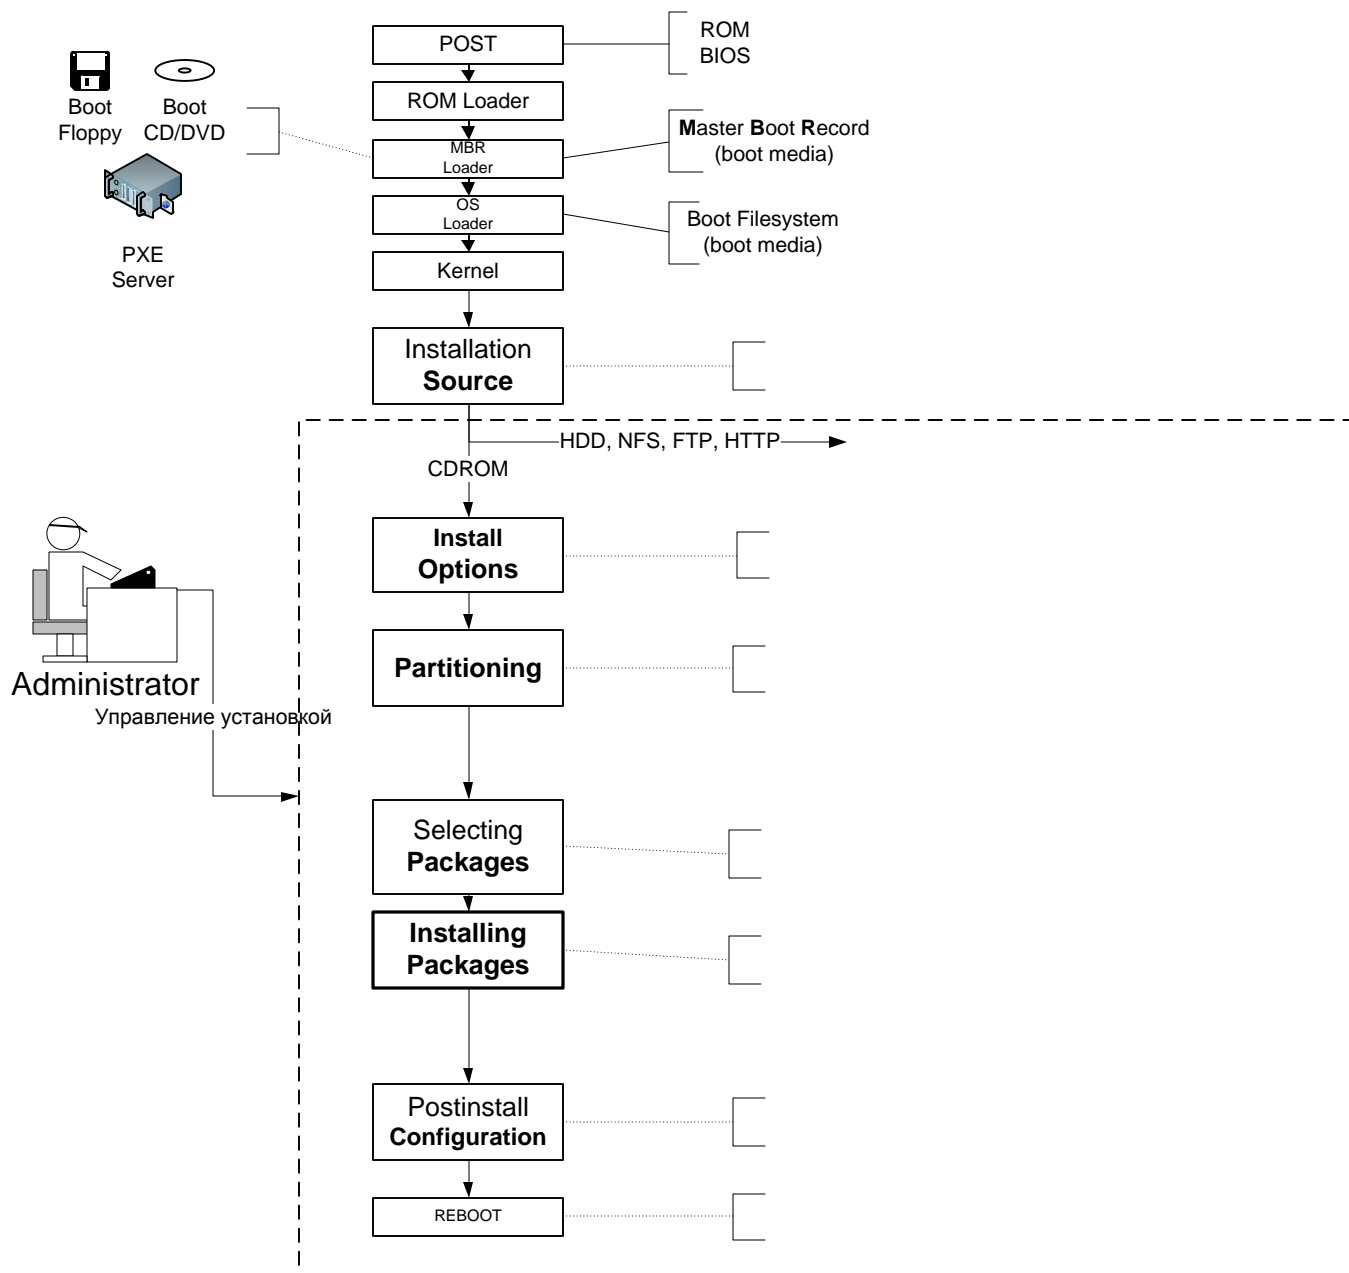 POST
ROM
BIOS
ROM Loader
Boot
Floppy
Boot
CD/DVD
MBR
Loader
Master Boot Record
(boot media)
OS
Loader
Boot Filesystem
(boot media)
PXE
Server
Kernel
Installation
Source
HDD, NFS, FTP, HTTP
CDROM
Install
Options
Administrator
Управление установкой
Partitioning
Selecting
Packages
Installing
Packages
Postinstall
Configuration
REBOOT